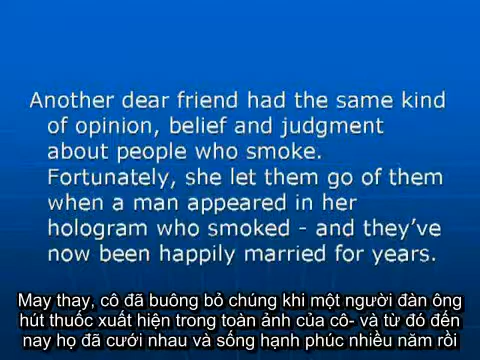 Another dear friend had the same kind
of opinion, belief and judgment
about people who smoke.
Fortunately, she let them go of them
when a man appeared in her
hologram who smoked - and they've
now been happily married for years.
May thay, cô đã buông bỏ chúng khi một người đàn ông
hút thuốc xuất hiện trong toàn ảnh của cô- và từ đó đến
nay họ đã cưới nhau và sống hạnh phúc nhiều năm rồi